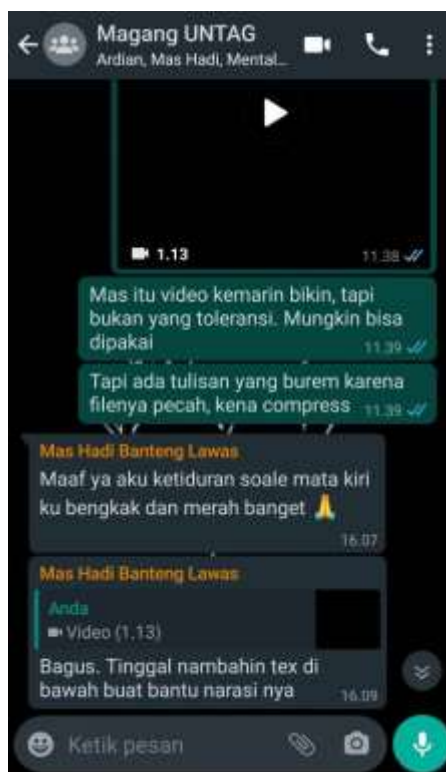 Magang UNTAG
Ardian, Mas Hadi, Mental...
1.13
11.38
Mas itu video kemarin bikin, tapi
bukan yang toleransi. Mungkin bisa
dipakai
11.39
Tapi ada tulisan yang burem karena
filenya pecah, kena compress 11.39
Mas Hadi Banteng Lawas
Maaf ya aku ketiduran soale mata kiri
ku bengkak dan merah banget
16.07
Mas Hadi Banteng Lawas
Anda
Video (1.13)
Bagus. Tinggal nambahin tex di
bawah buat bantu narasi nya 16.09
Ketik pesan